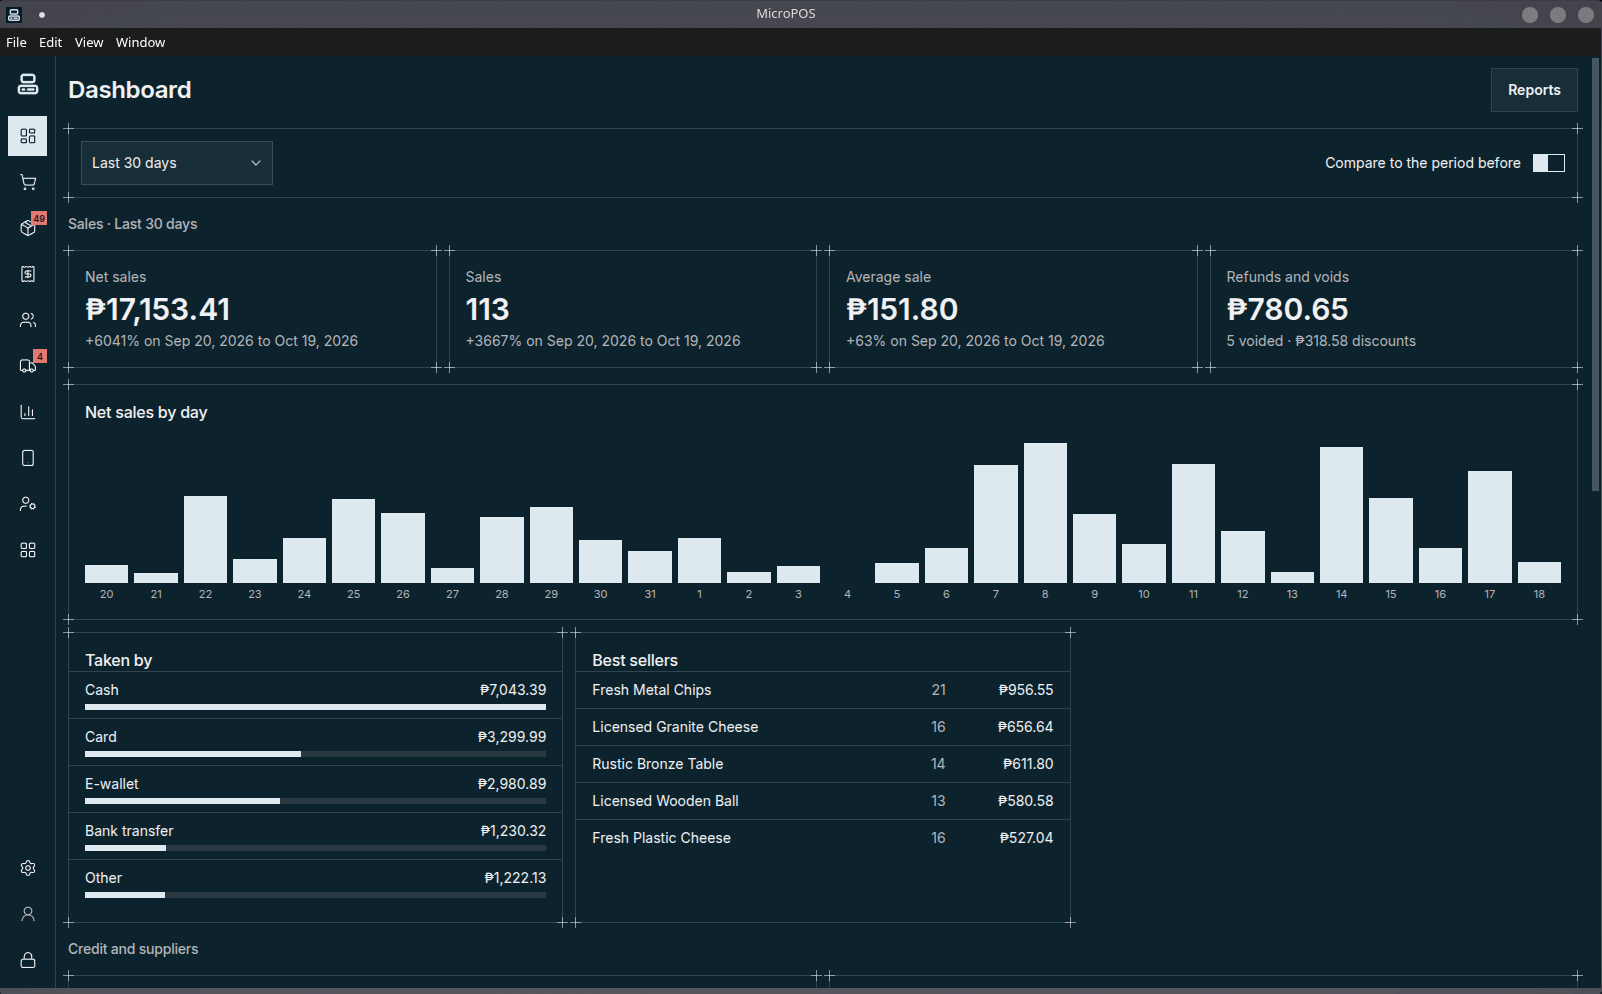 MicroPOS
File Edit View Window
Dashboard
Reports
Last 30 days
Compare to the period before
49
4
Sales · Last 30 days
Net sales
₱17,153.41
+6041% on Sep 20, 2026 to Oct 19, 2026
Sales
113
+3667% on Sep 20, 2026 to Oct 19, 2026
Average sale
₱151.80
+63% on Sep 20, 2026 to Oct 19, 2026
Refunds and voids
₱780.65
5 voided · ₱318.58 discounts
Net sales by day
20 21 22 23 24 25 26 27 28 29 30 31 1 2 3 4 5 6 7 8 9 10 11 12 13 14 15 16 17 18
Taken by
Cash ₱7,043.39
Card ₱3,299.99
E-wallet ₱2,980.89
Bank transfer ₱1,230.32
Other ₱1,222.13
Best sellers
Fresh Metal Chips 21 ₱956.55
Licensed Granite Cheese 16 ₱656.64
Rustic Bronze Table 14 ₱611.80
Licensed Wooden Ball 13 ₱580.58
Fresh Plastic Cheese 16 ₱527.04
Credit and suppliers